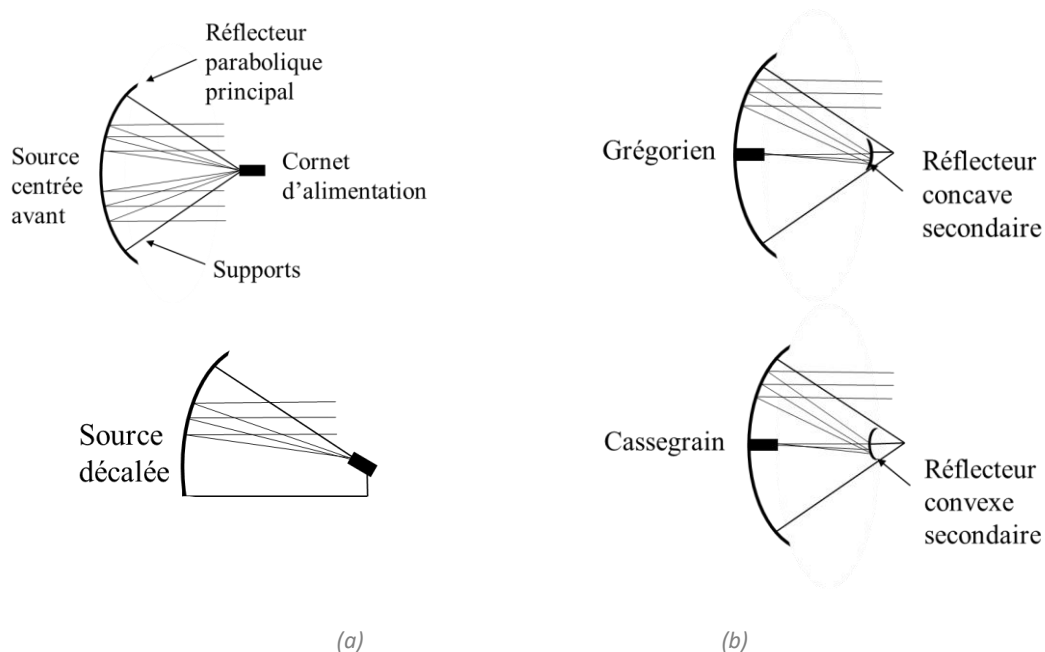 Réflecteur
parabolique
principal
Source
centrée
avant
Cornet
d’alimentation
Supports
Source
décalée
(a)
Grégorien
Réflecteur
concave
secondaire
Cassegrain
Réflecteur
convexe
secondaire
(b)